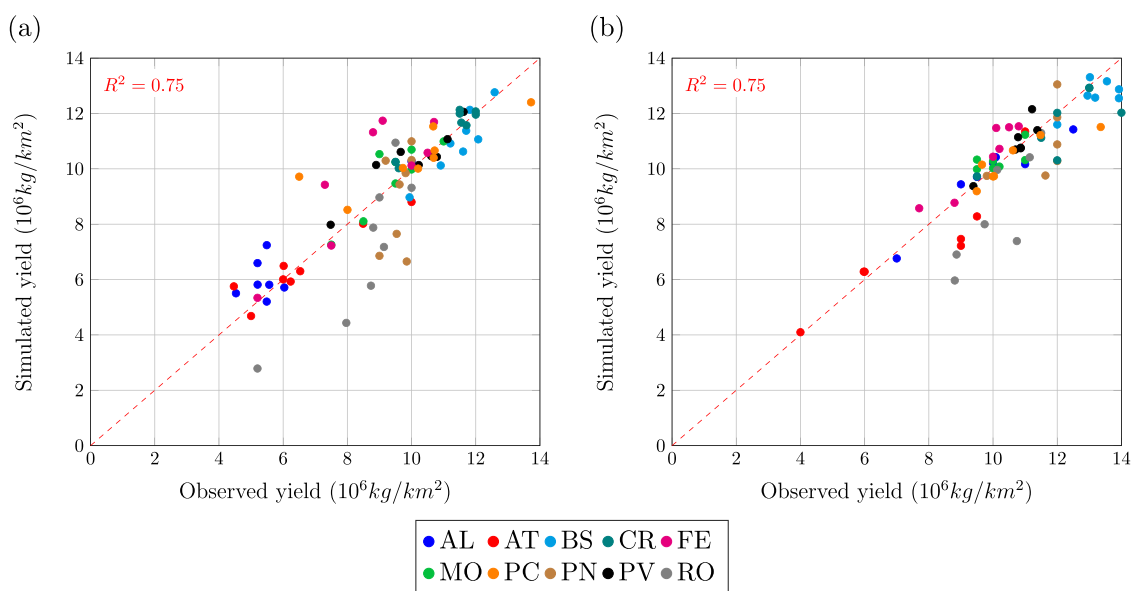 (a)
R² = 0.75
14
12
10
8
6
4
2
0
0 2 4 6 8 10 12 14
Simulated yield (10⁶kg/km²)
Observed yield (10⁶kg/km²)
(b)
R² = 0.75
14
12
10
8
6
4
2
0
0 2 4 6 8 10 12 14
Simulated yield (10⁶kg/km²)
Observed yield (10⁶kg/km²)
AL AT BS CR FE
MO PC PN PV RO